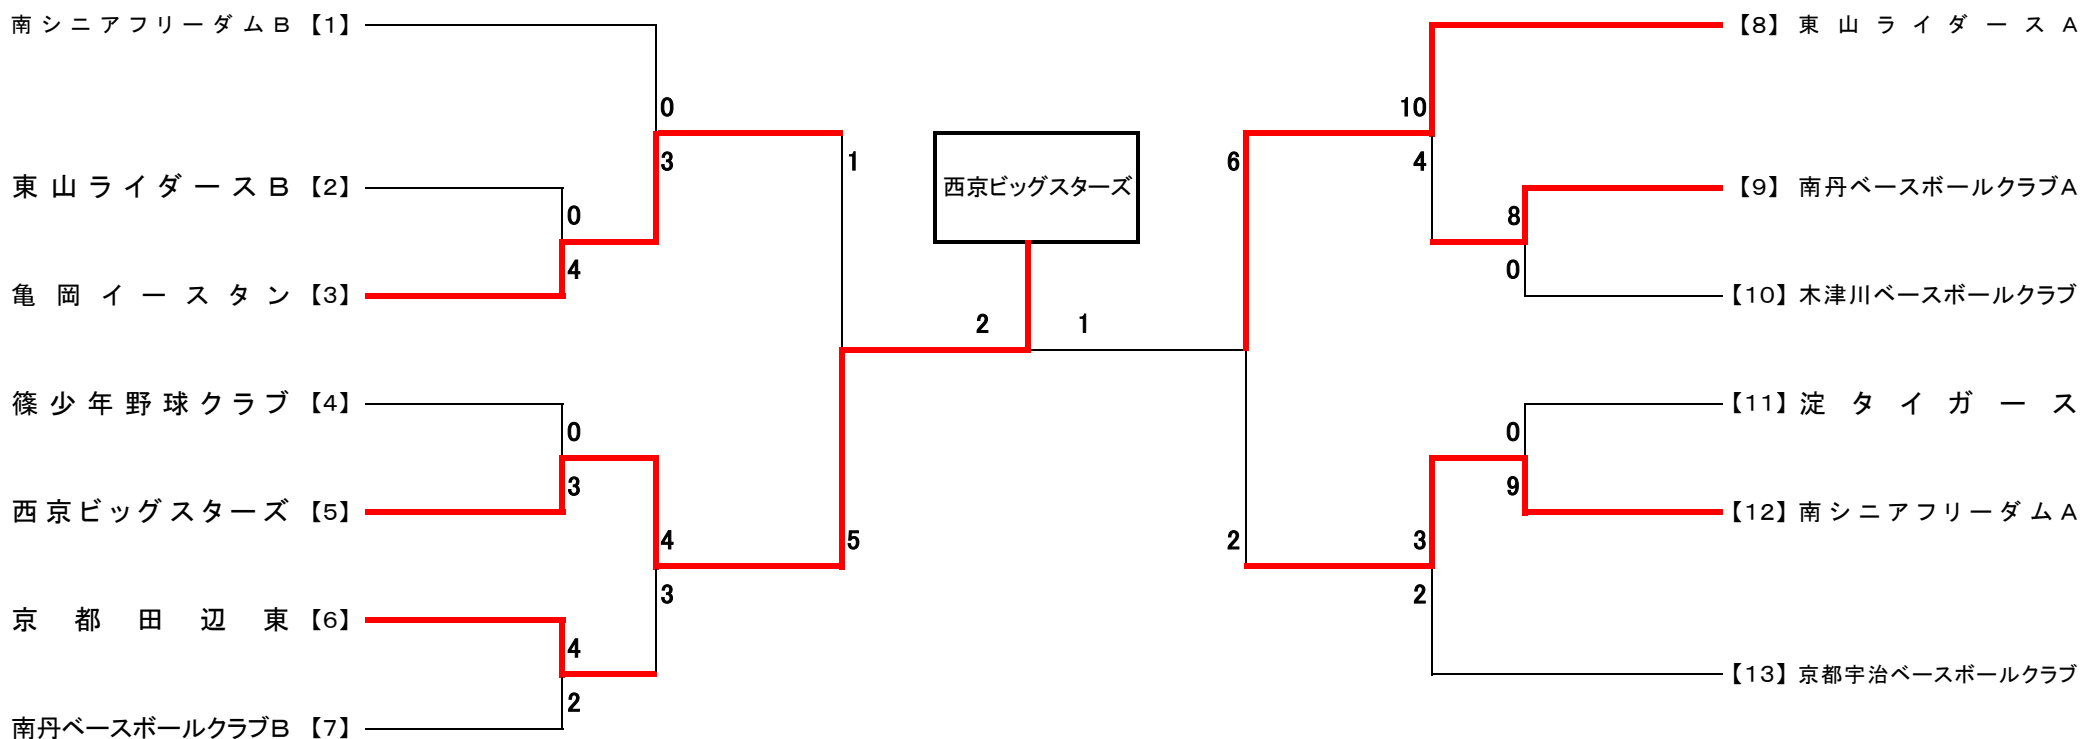 南シニアフリーダムＢ 【1】
【8】 東山ライダースＡ
0
10
3
1
6
4
東山ライダースＢ 【2】
西京ビッグスターズ
【9】 南丹ベースボールクラブＡ
0
8
4
0
亀岡イースタン 【3】
【10】 木津川ベースボールクラブ
2
1
篠少年野球クラブ 【4】
【11】 淀タイガース
0
0
3
9
西京ビッグスターズ 【5】
【12】 南シニアフリーダムＡ
4
5
2
3
3
2
京都田辺東 【6】
4
【13】 京都宇治ベースボールクラブ
2
南丹ベースボールクラブＢ 【7】